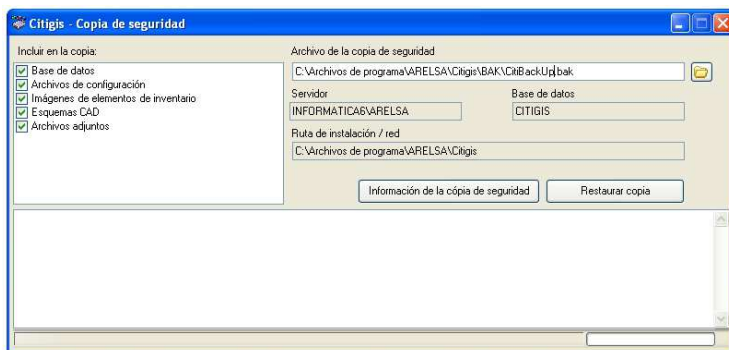 Citigis - Copia de seguridad
Incluir en la copia:
Base de datos
Archivos de configuración
Imágenes de elementos de inventario
Esquemas CAD
Archivos adjuntos
Archivo de la copia de seguridad
C:\Archivos de programa\ARELSA\Citigis\BAK\CitiBackUp.bak
Servidor
Base de datos
INFORMATICA6\ARELSA
CITIGIS
Ruta de instalación / red
C:\Archivos de programa\ARELSA\Citigis
Información de la cópia de seguridad
Restaurar copia